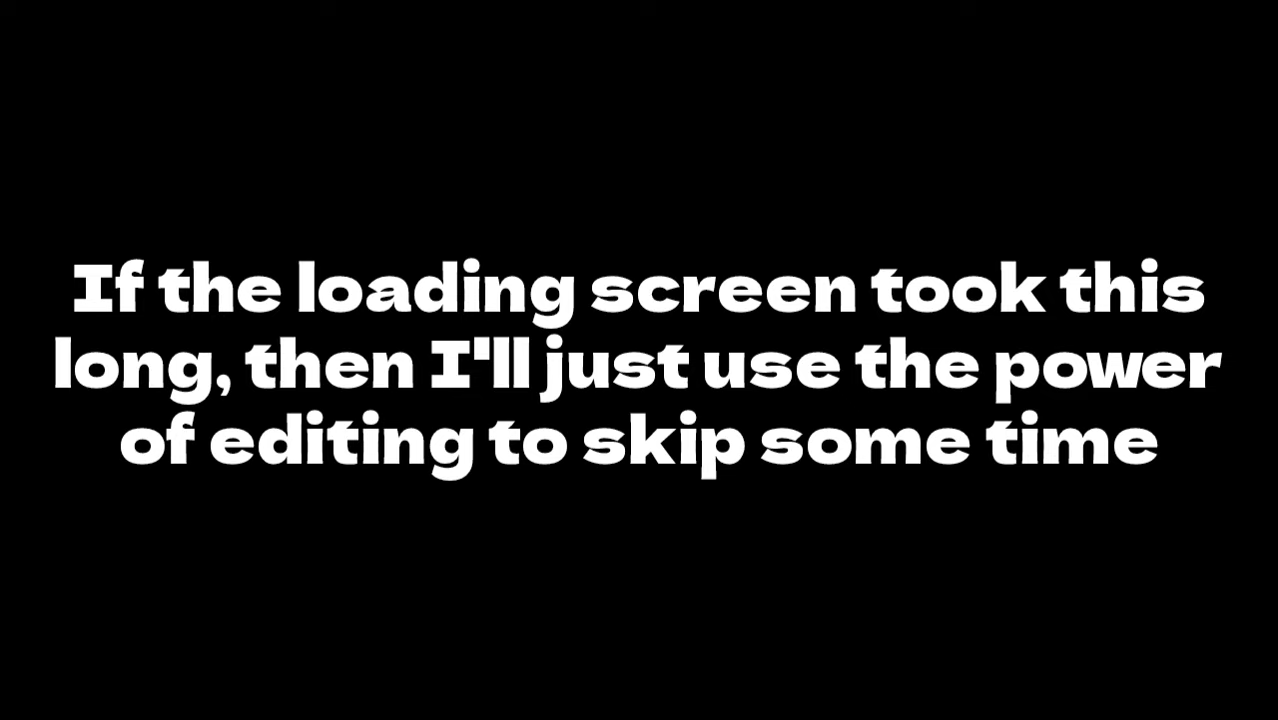 If the loading screen took this
long, then I'll just use the power
of editing to skip some time